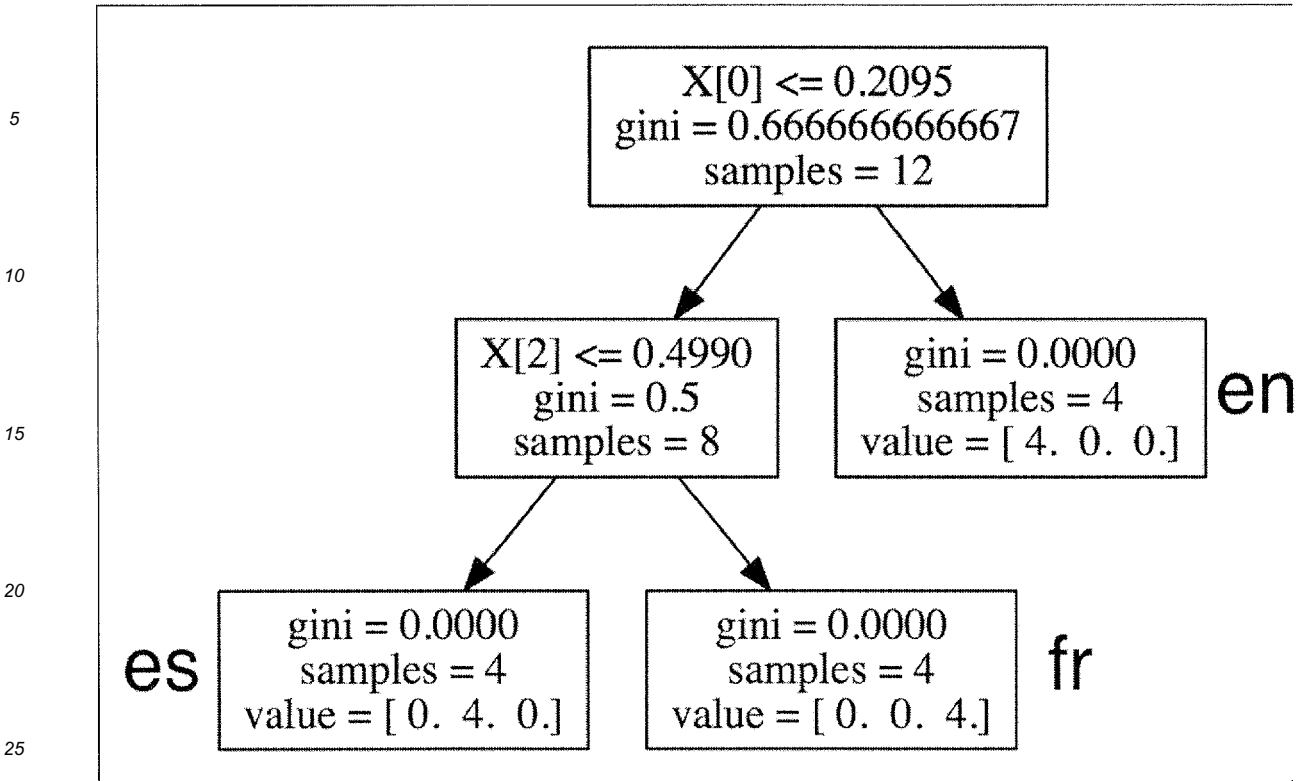 5
X[0] <= 0.2095
gini = 0.666666666667
samples = 12
10
X[2] <= 0.4990
gini = 0.5
samples = 8
gini = 0.0000
samples = 4
value = [ 4. 0. 0.]
en
15
20
es
gini = 0.0000
samples = 4
value = [ 0. 4. 0.]
gini = 0.0000
samples = 4
value = [ 0. 0. 4.]
fr
25